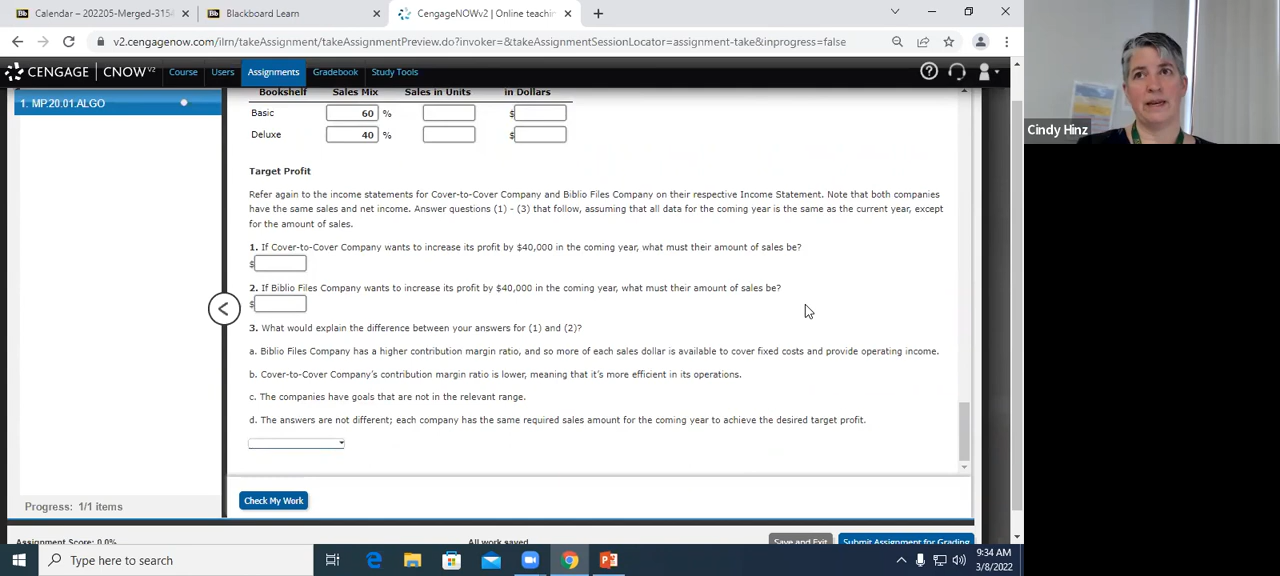 Calendar – 202205-Merged-3154
Blackboard Learn
CengageNOWv2 | Online teachin
v2.cengagenow.com/ilrn/takeAssignment/takeAssignmentPreview.do?invoker=&takeAssignmentSessionLocator=assignment-take&inprogress=false
CENGAGE | CNOWV2 Course Users Assignments Gradebook Study Tools
1. MP.20.01.ALGO
Bookshelf Sales Mix Sales in Units in Dollars
Basic 60 % $
Deluxe 40 % $
Target Profit
Refer again to the income statements for Cover-to-Cover Company and Biblio Files Company on their respective Income Statement. Note that both companies
have the same sales and net income. Answer questions (1) - (3) that follow, assuming that all data for the coming year is the same as the current year, except
for the amount of sales.
1. If Cover-to-Cover Company wants to increase its profit by $40,000 in the coming year, what must their amount of sales be?
$
2. If Biblio Files Company wants to increase its profit by $40,000 in the coming year, what must their amount of sales be?
$
3. What would explain the difference between your answers for (1) and (2)?
a. Biblio Files Company has a higher contribution margin ratio, and so more of each sales dollar is available to cover fixed costs and provide operating income.
b. Cover-to-Cover Company's contribution margin ratio is lower, meaning that it's more efficient in its operations.
c. The companies have goals that are not in the relevant range.
d. The answers are not different; each company has the same required sales amount for the coming year to achieve the desired target profit.
Check My Work
Progress: 1/1 items
Assignment Score: 0.0% All work saved. Save and Exit Submit Assignment for Grading
Type here to search
9:34 AM
3/8/2022
Cindy Hinz